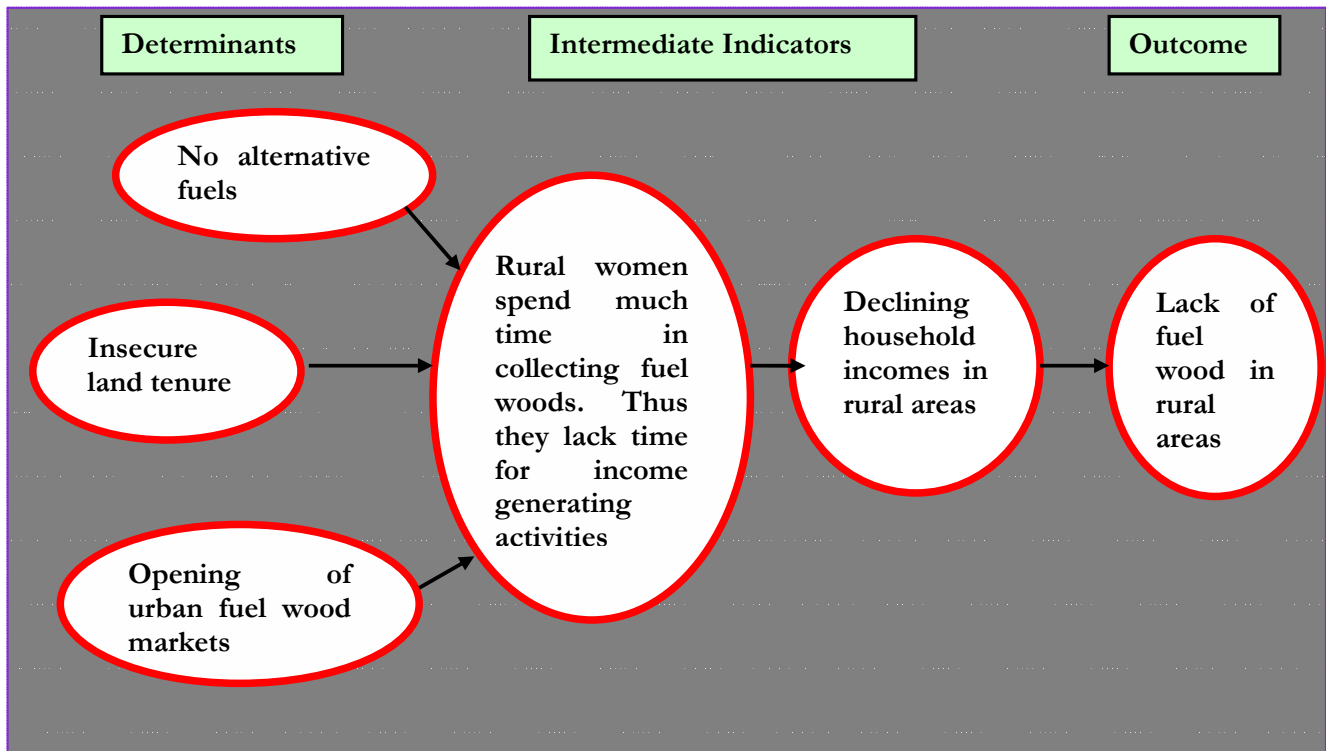 Determinants
Intermediate Indicators
Outcome
No alternative
fuels
Insecure
land tenure
Opening of
urban fuel wood
markets
Rural women
spend much
time in
collecting fuel
woods. Thus
they lack time
for income
generating
activities
Declining
household
incomes in
rural areas
Lack of
fuel
wood in
rural
areas